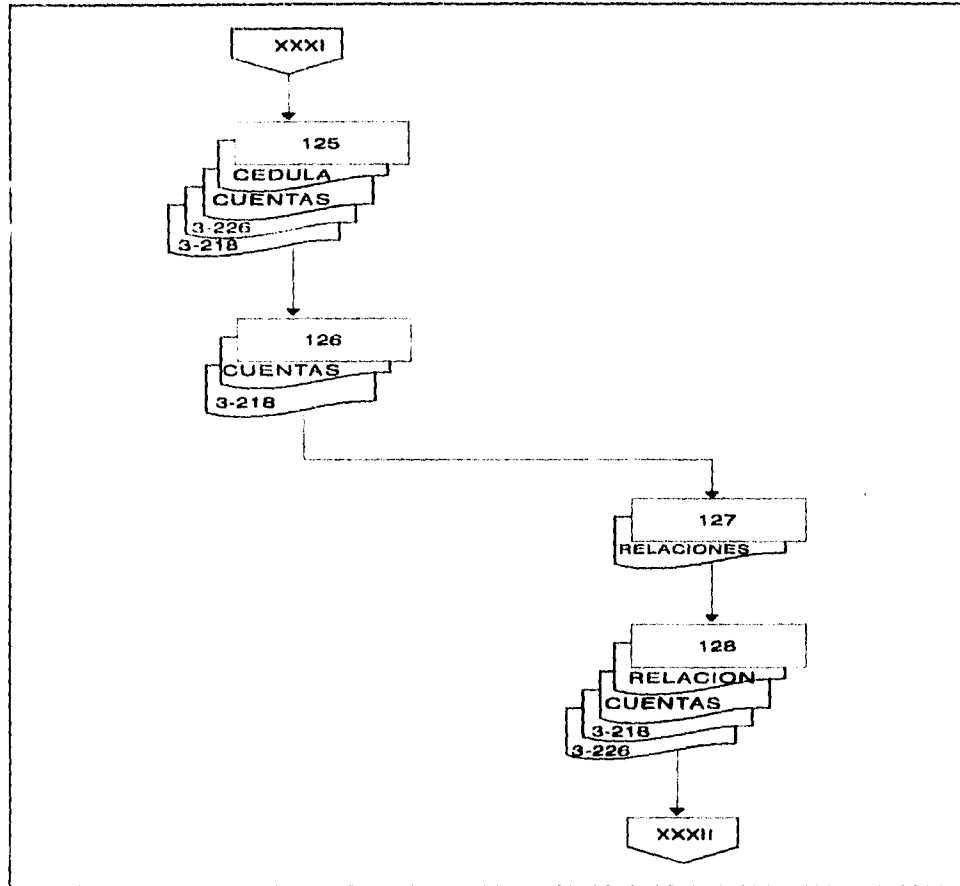 XXXI
125
CEDULA
CUENTAS
3-226
3-218
126
CUENTAS
3-218
127
RELACIONES
128
RELACION
CUENTAS
3-218
3-226
XXXII